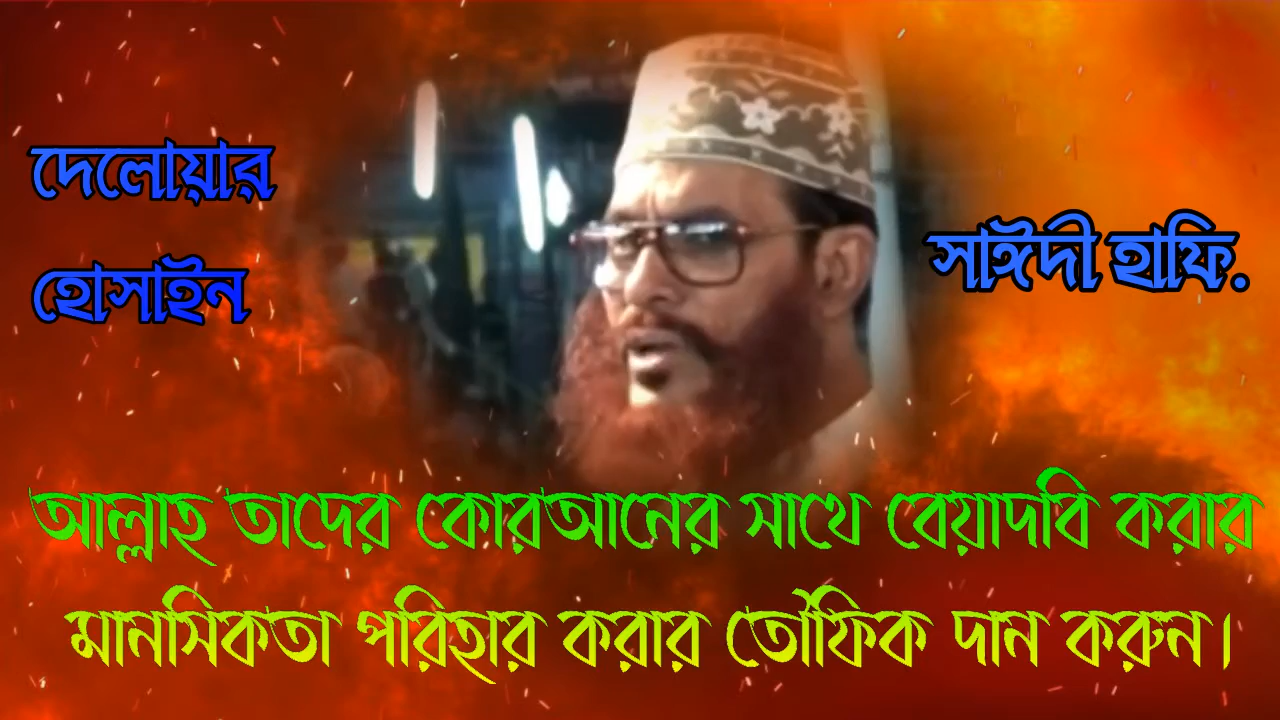 দেলোয়ার
হোসাইন
সাঈদী হাফি.
আল্লাহ তাদের কোরআনের সাথে বেয়াদবি করার
মানসিকতা পরিহার করার তৌফিক দান করুন।